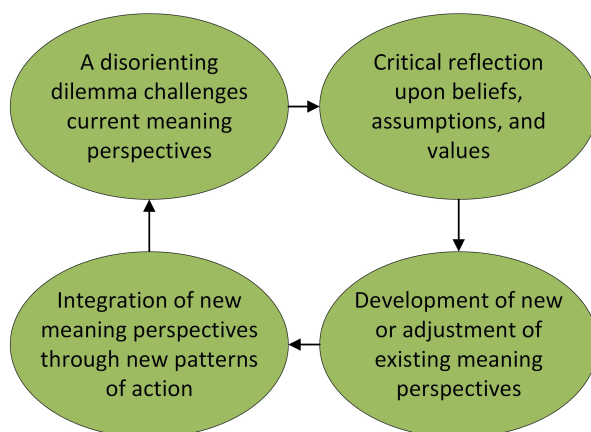 A disorienting
dilemma challenges
current meaning
perspectives
Critical reflection
upon beliefs,
assumptions, and
values
Development of new
or adjustment of
existing meaning
perspectives
Integration of new
meaning perspectives
through new patterns
of action